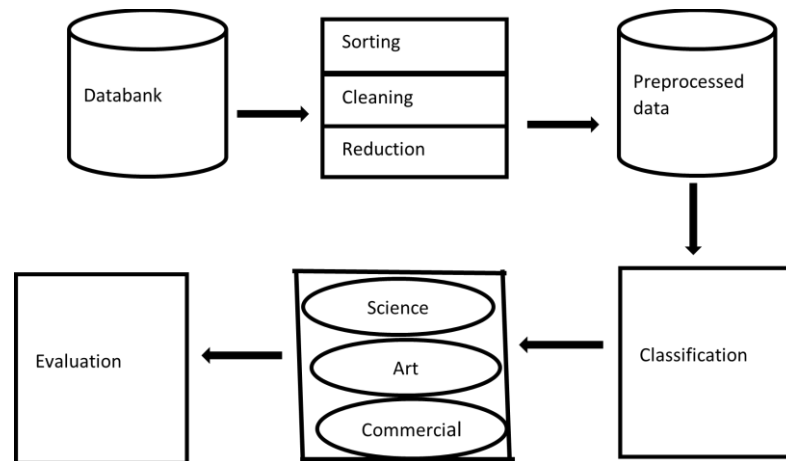 Databank
Sorting
Cleaning
Reduction
Preprocessed
data
Classification
Science
Art
Commercial
Evaluation